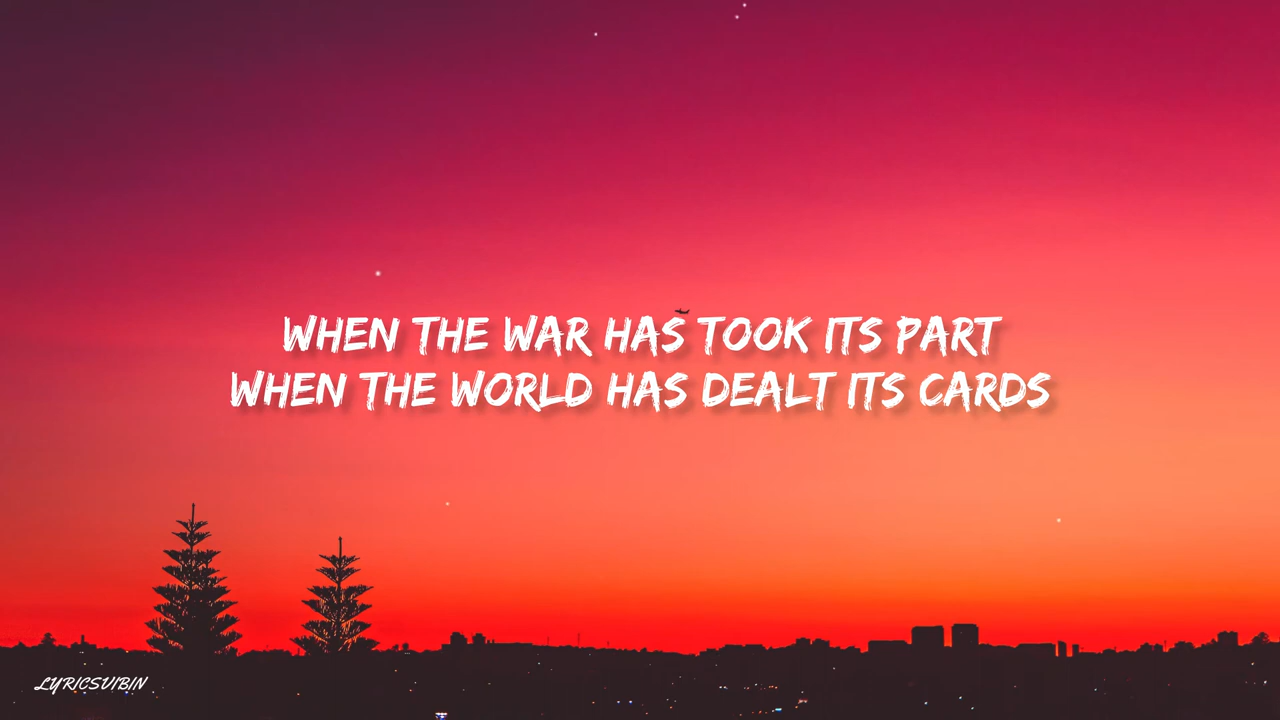 WHEN THE WAR HAS TOOK ITS PART
WHEN THE WORLD HAS DEALT ITS CARDS
LYRICSVIBIN